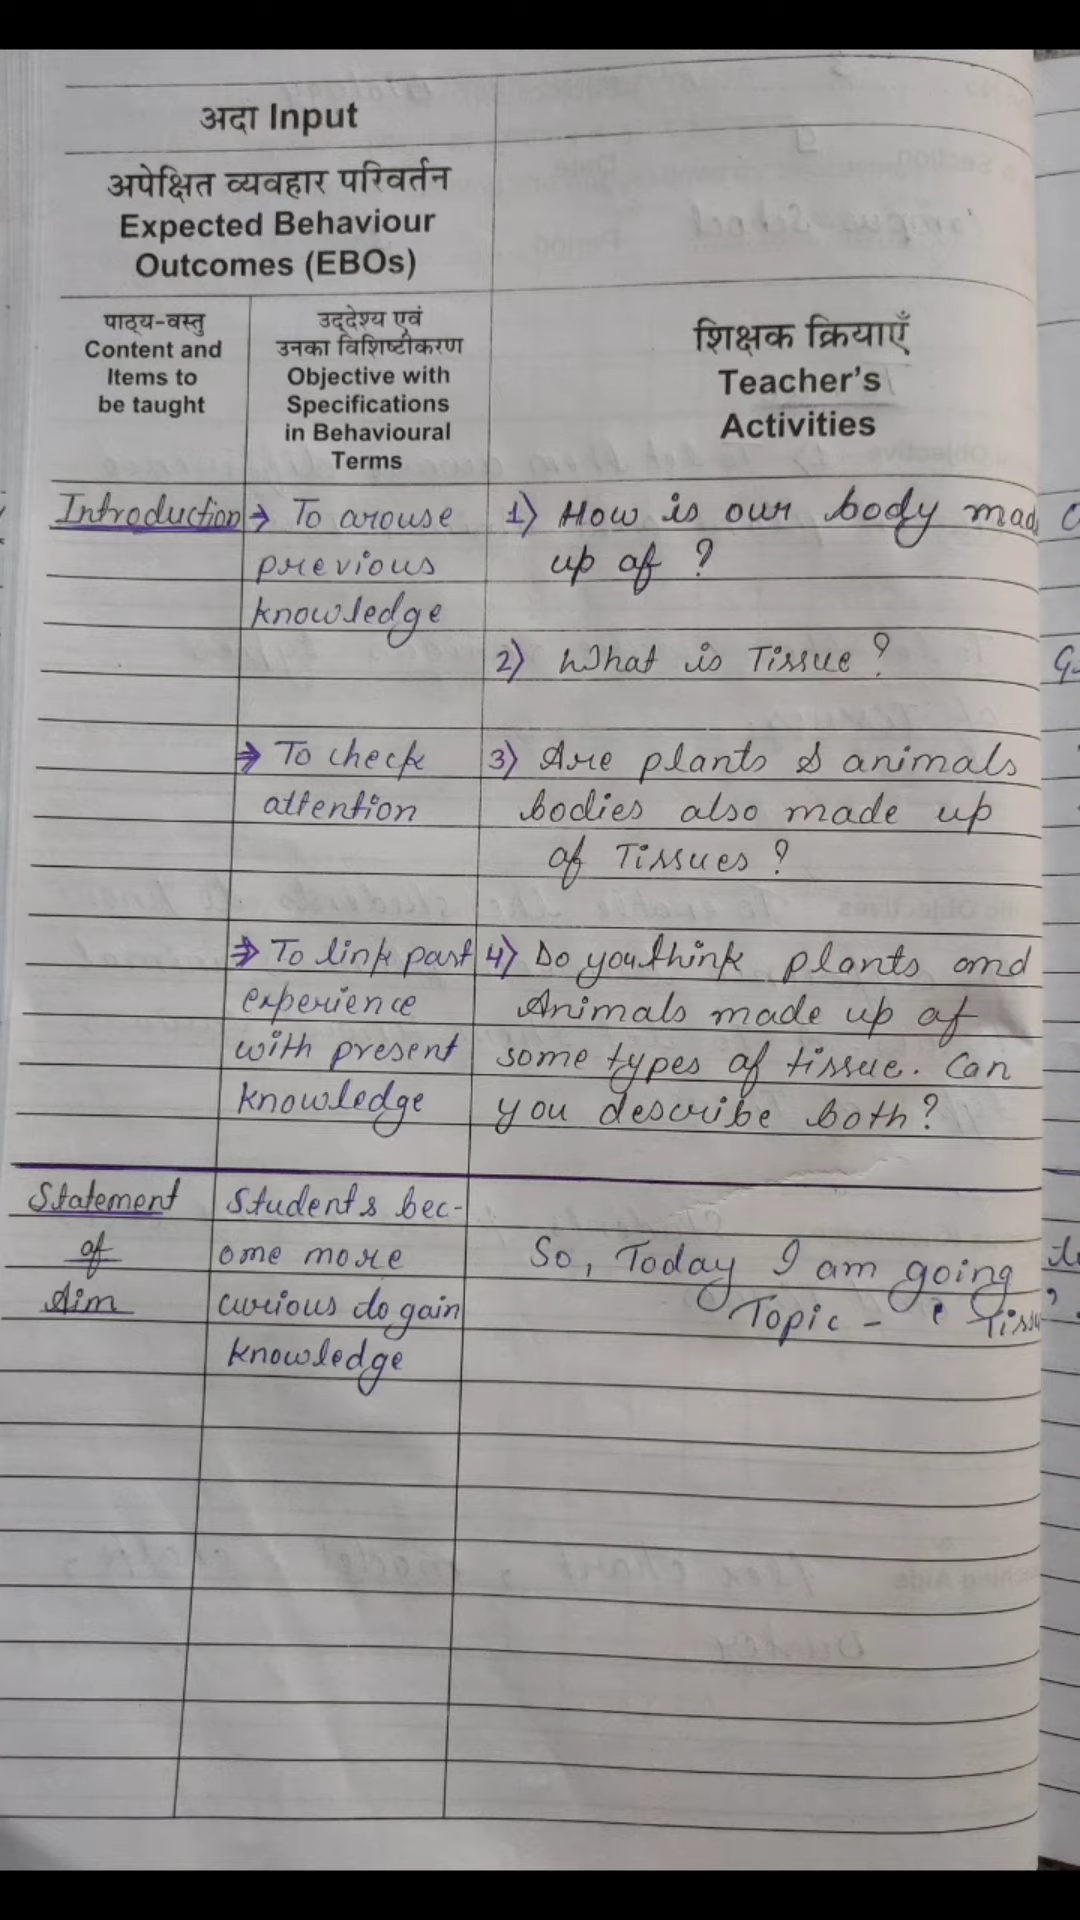 अदा Input
अपेक्षित व्यवहार परिवर्तन
Expected Behaviour
Outcomes (EBOs)
पाठ्य-वस्तु
Content and
Items to
be taught
उद्देश्य एवं
उनका विशिष्टीकरण
Objective with
Specifications
in Behavioural
Terms
शिक्षक क्रियाएँ
Teacher's
Activities
Introduction
→ To arouse
previous
knowledge
1) How is our body made
up of ?
2) What is Tissue ?
⇒ To check
attention
3) Are plants & animals
bodies also made up
of Tissues ?
⇒ To link past
experience
with present
knowledge
4) Do you think plants and
Animals made up of
some types of tissue. Can
you describe both ?
Statement
of
Aim
Students bec-
ome more
curious do gain
knowledge
So, Today I am going
Topic -